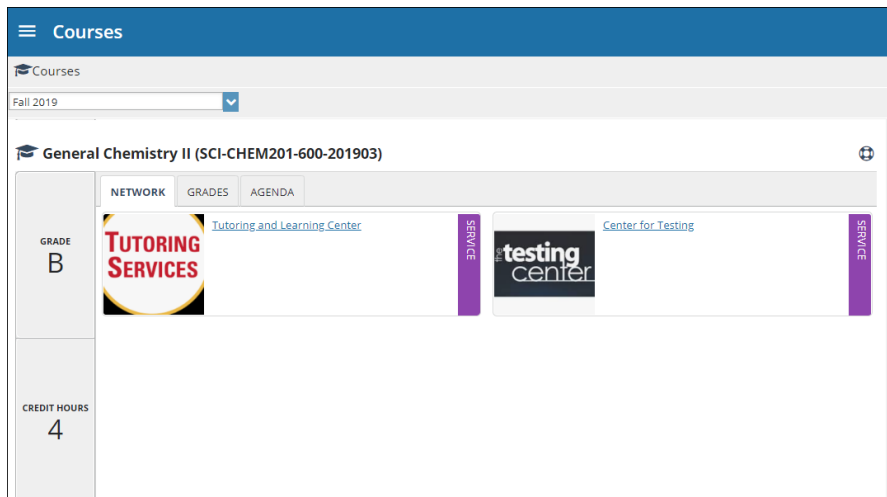 Courses
Courses
Fall 2019
General Chemistry II (SCI-CHEM201-600-201903)
NETWORK GRADES AGENDA
GRADE
B
TUTORING
SERVICES
Tutoring and Learning Center
SERVICE
the testing
center
Center for Testing
SERVICE
CREDIT HOURS
4